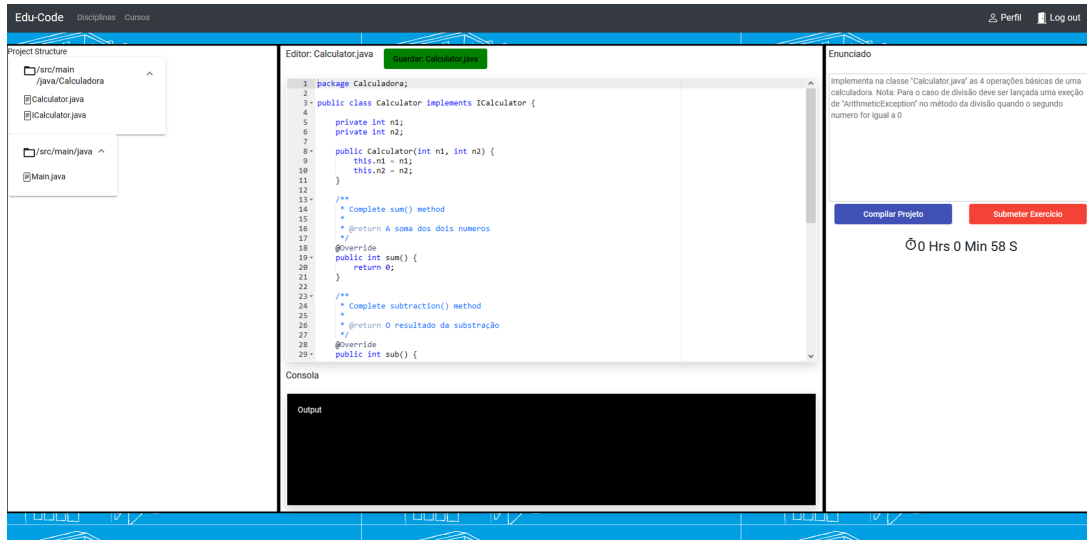 Edu-Code Disciplinas Cursos
Perfil Log out
Project Structure
/src/main
/java/Calculadora
Calculator.java
ICalculator.java
/src/main/java
Main.java
Editor: Calculator.java Guardar: Calculator.java
1 package Calculadora;
2
3 public class Calculator implements ICalculator {
4
5 private int n1;
6 private int n2;
7
8 public Calculator(int n1, int n2) {
9 this.n1 = n1;
10 this.n2 = n2;
11 }
12
13 /**
14 * Complete sum() method
15 *
16 * @return A soma dos dois numeros
17 */
18 @Override
19 public int sum() {
20 return 0;
21 }
22
23 /**
24 * Complete subtraction() method
25 *
26 * @return O resultado da substração
27 */
28 @Override
29 public int sub() {
Consola
Output
Enunciado
Implementa na classe "Calculator.java" as 4 operações básicas de uma
calculadora. Nota: Para o caso de divisão deve ser lançada uma exeção
de "ArithmeticException" no método da divisão quando o segundo
numero for igual a 0
Compilar Projeto Submeter Exercício
0 Hrs 0 Min 58 S